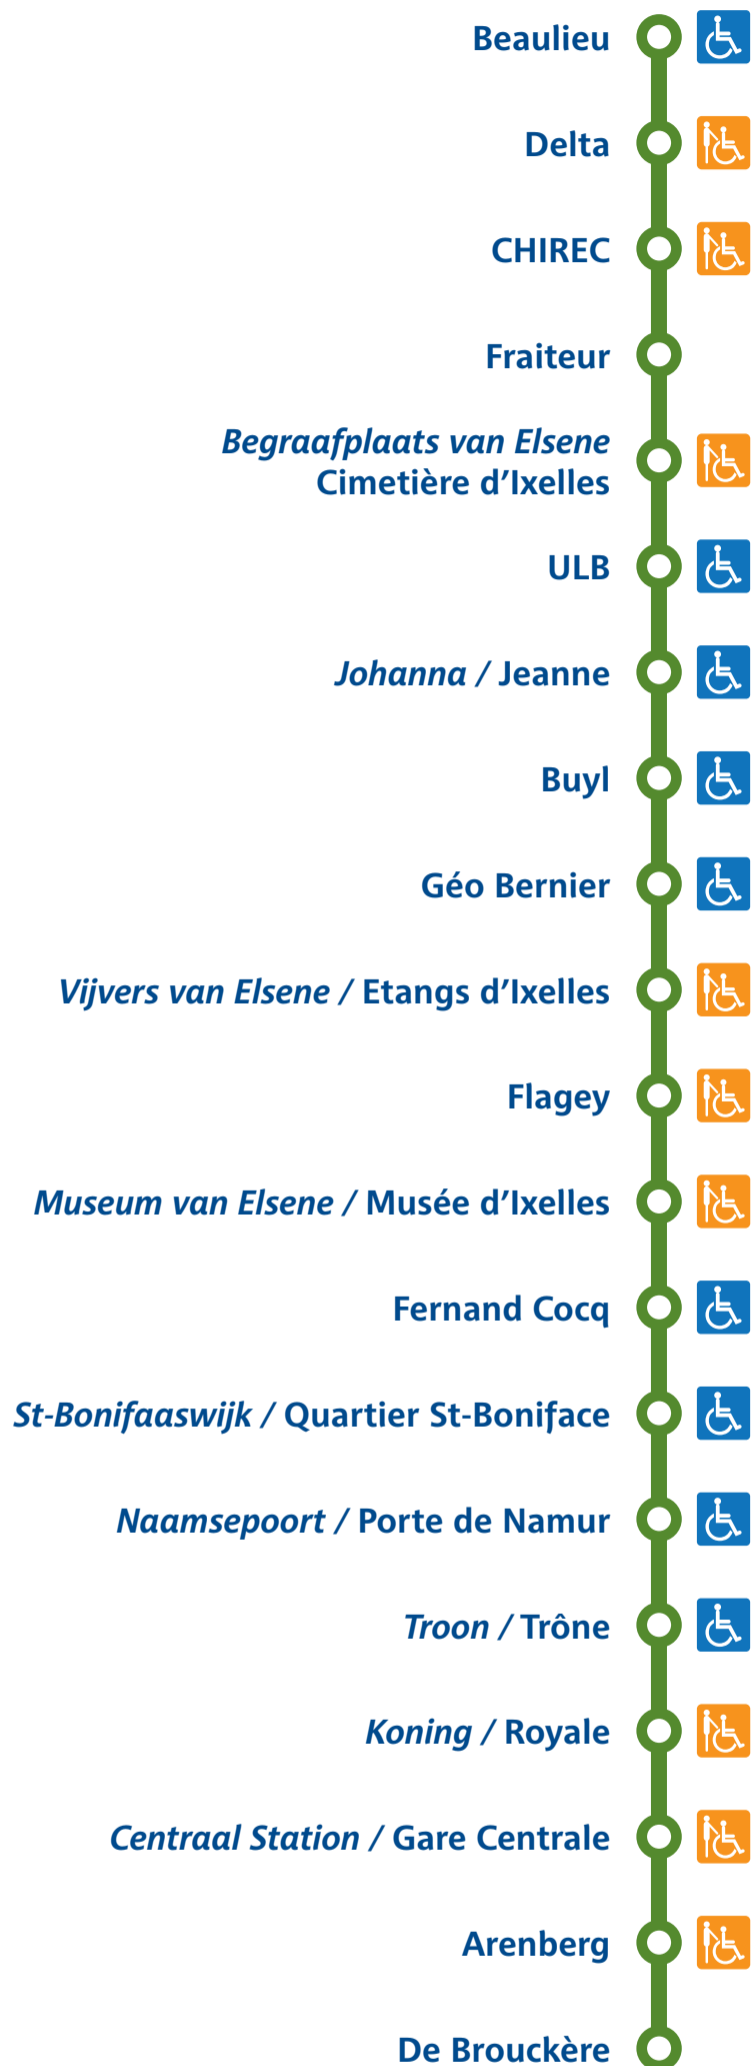 Beaulieu
Delta
CHIREC
Fraiteur
Begraafplaats van Elsene
Cimetière d’Ixelles
ULB
Johanna / Jeanne
Buyl
Géo Bernier
Vijvers van Elsene / Etangs d’Ixelles
Flagey
Museum van Elsene / Musée d’Ixelles
Fernand Cocq
St-Bonifaaswijk / Quartier St-Boniface
Naamsepoort / Porte de Namur
Troon / Trône
Koning / Royale
Centraal Station / Gare Centrale
Arenberg
De Brouckère